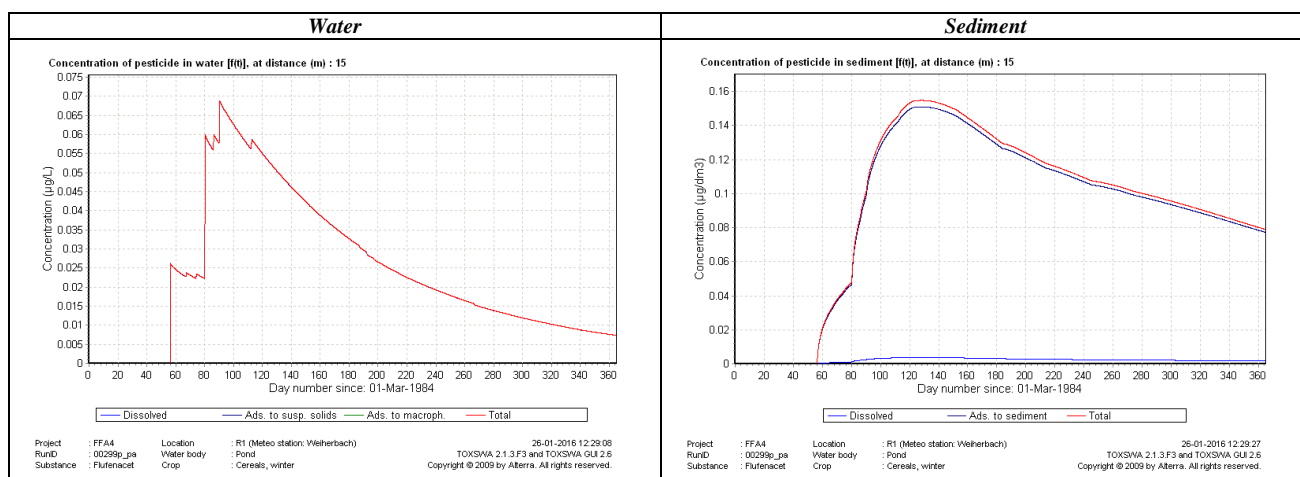 Water
Sediment
Concentration of pesticide in water [f(t)], at distance (m) : 15
0.075
0.07
0.065
0.06
0.055
0.05
0.045
0.04
0.035
0.03
0.025
0.02
0.015
0.01
0.005
0
Concentration (µg/L)
0 20 40 60 80 100 120 140 160 180 200 220 240 260 280 300 320 340 360
Day number since: 01-Mar-1984
Dissolved Ads. to susp. solids Ads. to macroph. Total
Project : FFA4 Location : R1 (Meteo station: Weiherbach) 26-01-2016 12:29:08
RunID : 00299p_pa Water body : Pond TOXSWA 2.1.3.F3 and TOXSWA GUI 2.6
Substance : Flufenacet Crop : Cereals, winter Copyright © 2009 by Alterra. All rights reserved.
Concentration of pesticide in sediment [f(t)], at distance (m) : 15
0.16
0.14
0.12
0.1
0.08
0.06
0.04
0.02
0
Concentration (µg/dm3)
0 20 40 60 80 100 120 140 160 180 200 220 240 260 280 300 320 340 360
Day number since: 01-Mar-1984
Dissolved Ads. to sediment Total
Project : FFA4 Location : R1 (Meteo station: Weiherbach) 26-01-2016 12:29:27
RunID : 00299p_pa Water body : Pond TOXSWA 2.1.3.F3 and TOXSWA GUI 2.6
Substance : Flufenacet Crop : Cereals, winter Copyright © 2009 by Alterra. All rights reserved.